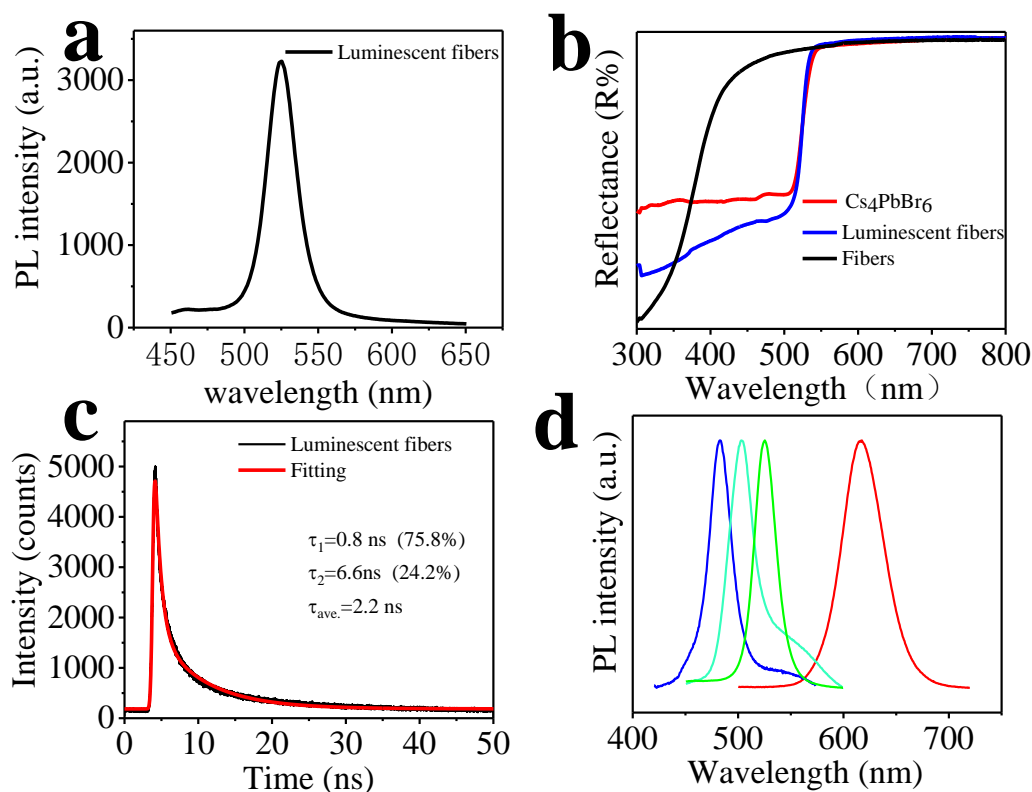 a
Luminescent fibers
3000
2000
1000
0
PL intensity (a.u.)
450 500 550 600 650
wavelength (nm)
b
Reflectance (R%)
Cs4PbBr6
Luminescent fibers
Fibers
300 400 500 600 700 800
Wavelength（nm）
c
Luminescent fibers
Fitting
5000
4000
3000
2000
1000
0
Intensity (counts)
τ1=0.8 ns (75.8%)
τ2=6.6ns (24.2%)
τave.=2.2 ns
0 10 20 30 40 50
Time (ns)
d
PL intensity (a.u.)
400 500 600 700
Wavelength (nm)